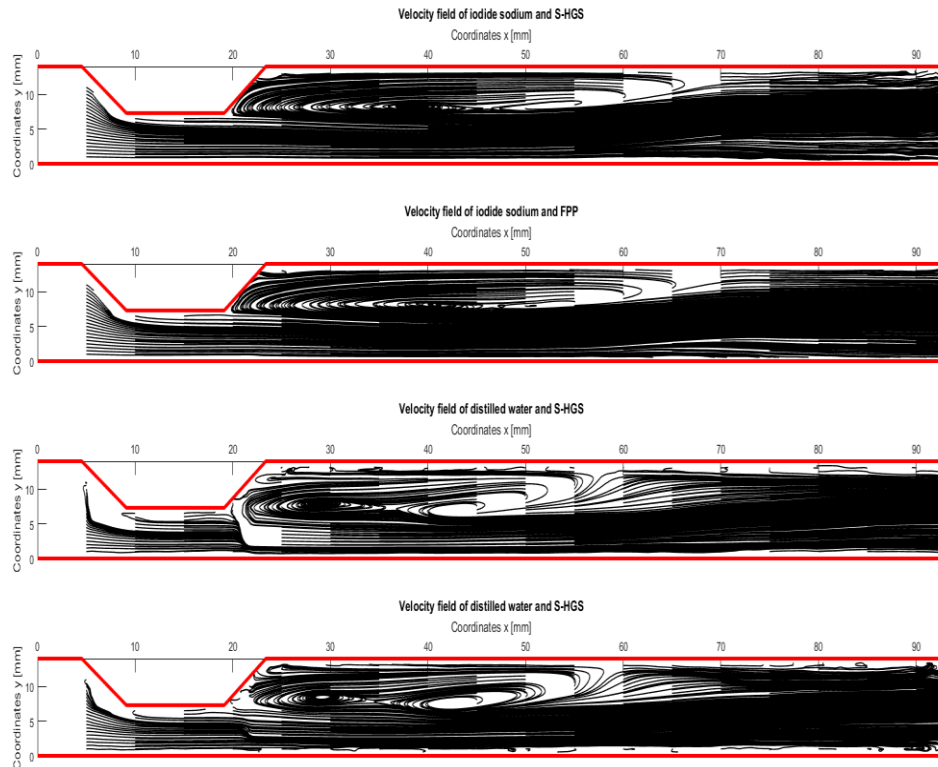 Velocity field of iodide sodium and S-HGS
Coordinates x [mm]
0 10 20 30 40 50 60 70 80 90
Coordinates y [mm]
10
5
0
Velocity field of iodide sodium and FPP
Coordinates x [mm]
0 10 20 30 40 50 60 70 80 90
Coordinates y [mm]
10
5
0
Velocity field of distilled water and S-HGS
Coordinates x [mm]
0 10 20 30 40 50 60 70 80 90
Coordinates y [mm]
10
5
0
Velocity field of distilled water and S-HGS
Coordinates x [mm]
0 10 20 30 40 50 60 70 80 90
Coordinates y [mm]
10
5
0